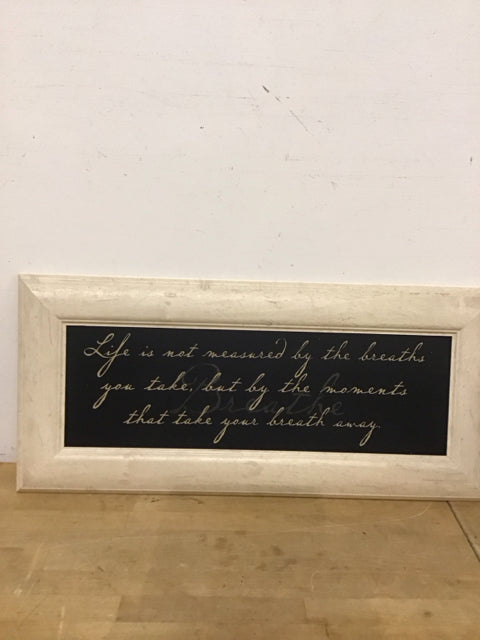 Life is not measured by the breaths
you take, but by the moments
that take your breath away.
Breathe